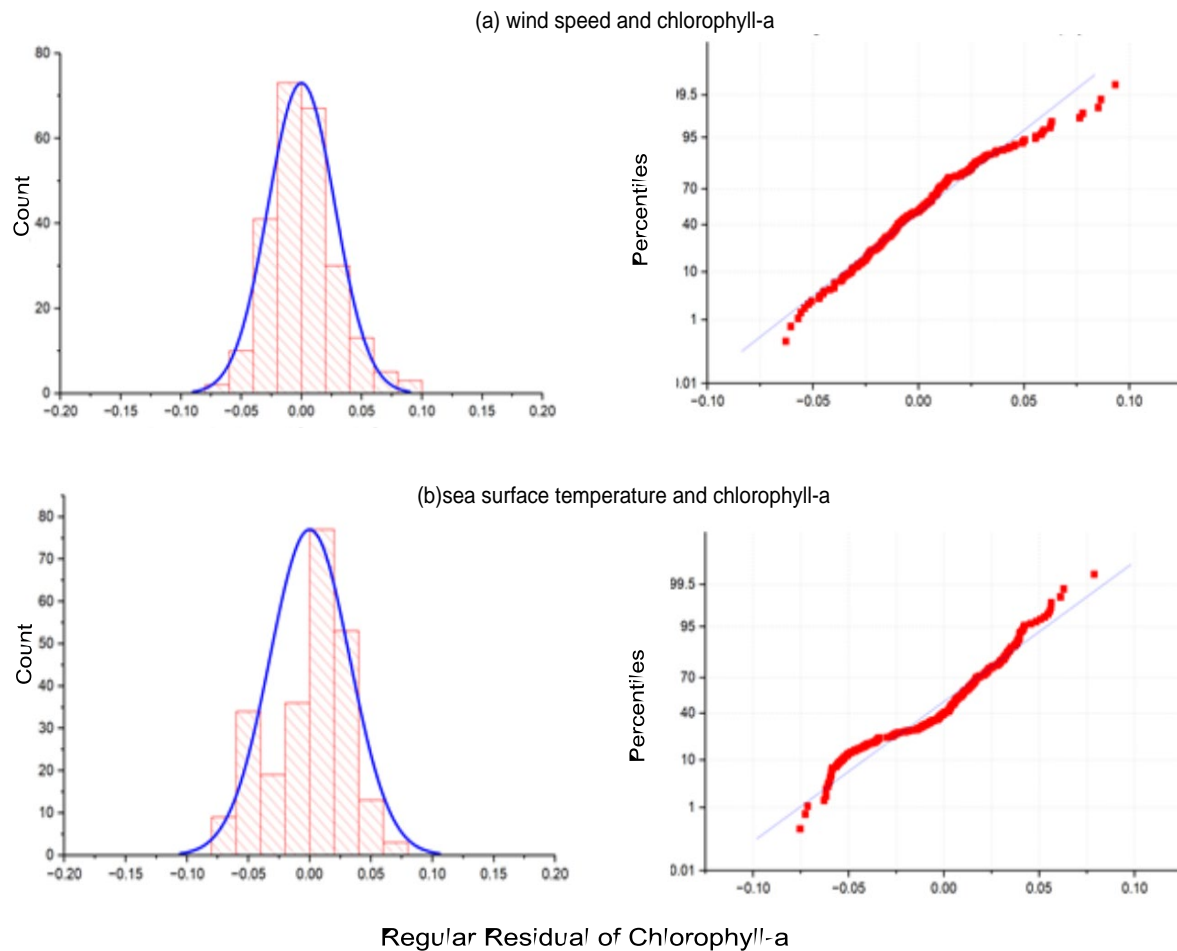 (a) wind speed and chlorophyll-a
80
60
40
20
0
Count
−0.20 −0.15 −0.10 −0.05 0.00 0.05 0.10 0.15 0.20
99.5
95
70
40
10
1
0.01
Percentiles
−0.10 −0.05 0.00 0.05 0.10
(b)sea surface temperature and chlorophyll-a
80
70
60
50
40
30
20
10
0
Count
−0.20 −0.15 −0.10 −0.05 0.00 0.05 0.10 0.15 0.20
99.5
95
70
40
10
1
0.01
Percentiles
−0.10 −0.05 0.00 0.05 0.10
Regular Residual of Chlorophyll-a